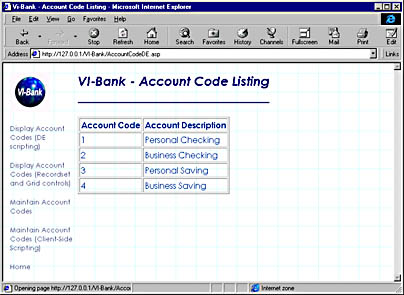 VI-Bank - Account Code Listing - Microsoft Internet Explorer
File Edit View Go Favorites Help
Back Forward Stop Refresh Home Search Favorites History Channels Fullscreen Mail Print Edit
Address http://127.0.0.1/VI-Bank/AccountCodeDE.asp Links
VI-Bank
VI-Bank - Account Code Listing
Account Code Account Description
1 Personal Checking
2 Business Checking
3 Personal Saving
4 Business Saving
Display Account
Codes (DE
scripting)
Display Account
Codes (Recordset
and Grid controls)
Maintain Account
Codes
Maintain Account
Codes (Client-Side
Scripting)
Home
Opening page http://127.0.0.1/VI-Bank/Accou Internet zone